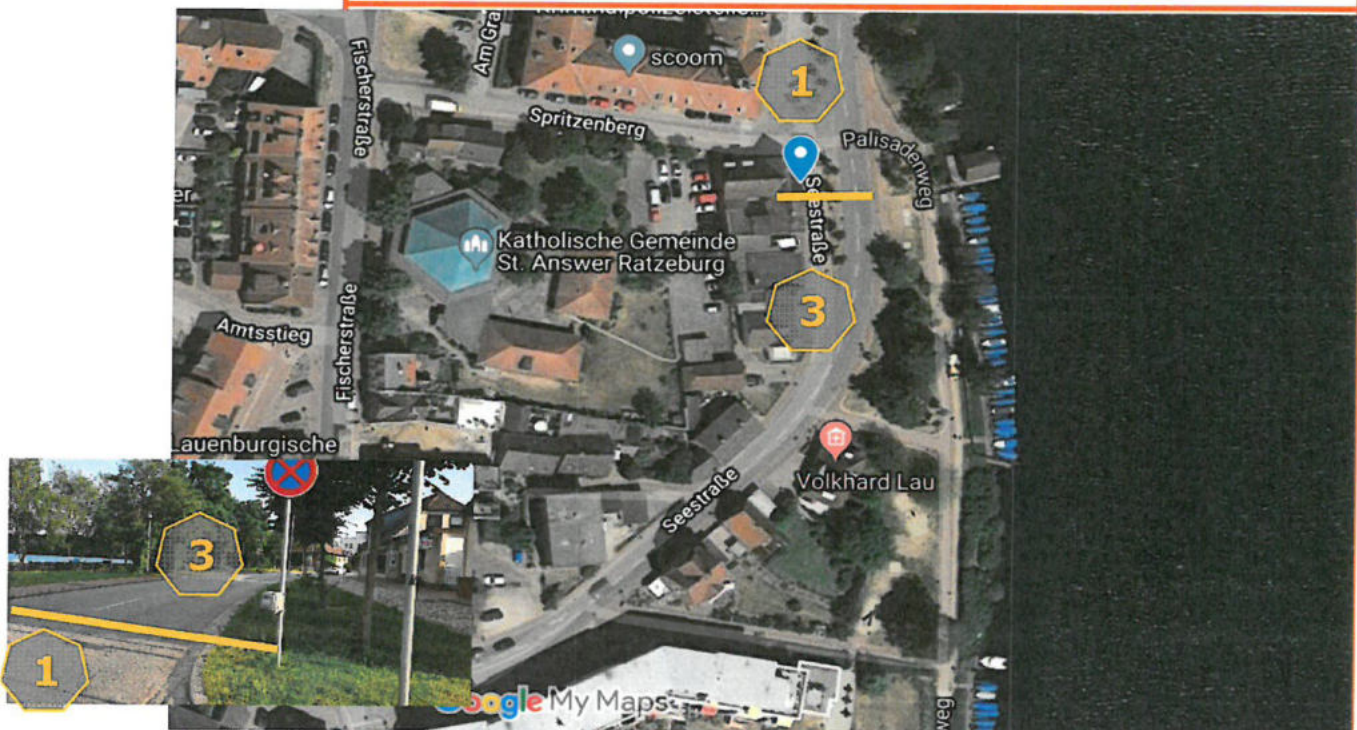 scoom
1
Am Gra
Fischerstraße
Spritzenberg
Palisadenweg
Seestraße
er
Katholische Gemeinde
St. Answer Ratzeburg
3
Amtsstieg
Fischerstraße
Lauenburgische
Volkhard Lau
Seestraße
3
1
Google My Maps
weg